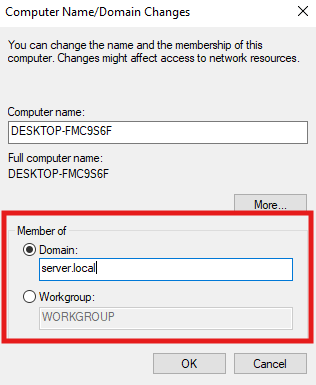 Computer Name/Domain Changes
You can change the name and the membership of this
computer. Changes might affect access to network resources.
Computer name:
DESKTOP-FMC9S6F
Full computer name:
DESKTOP-FMC9S6F
More...
Member of
Domain:
server.local
Workgroup:
WORKGROUP
OK
Cancel